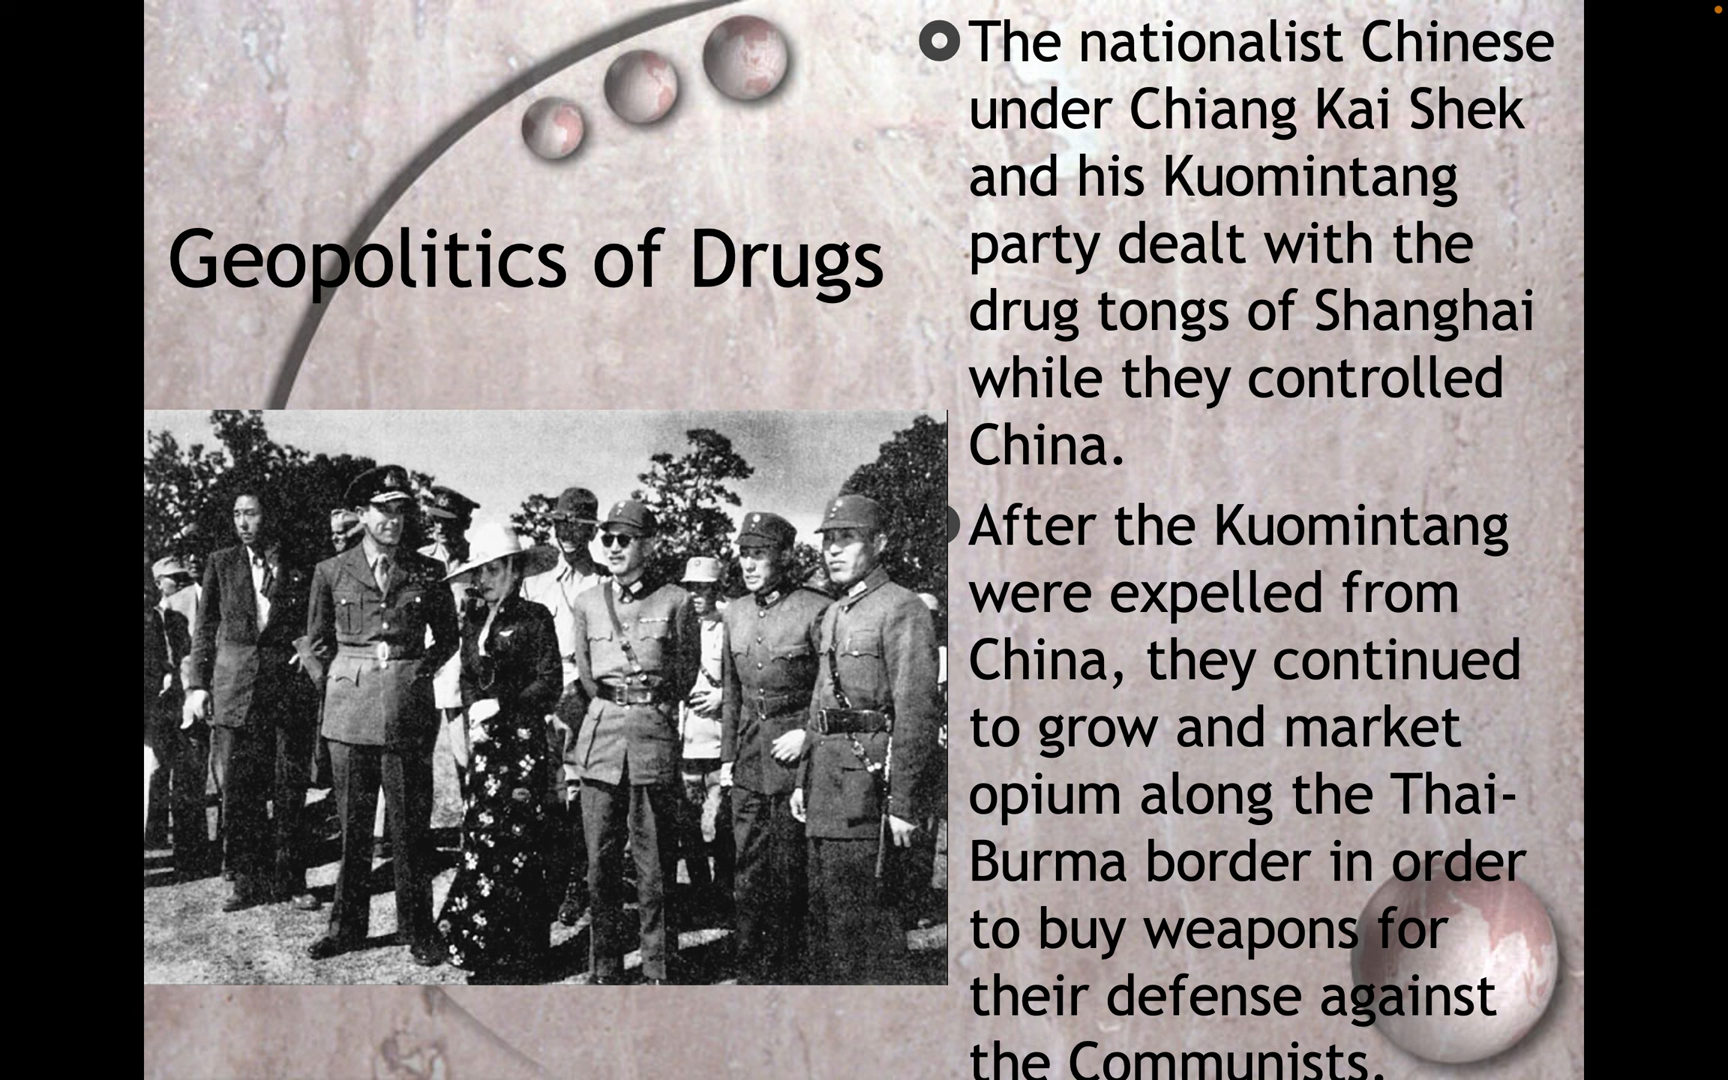 Geopolitics of Drugs
The nationalist Chinese
under Chiang Kai Shek
and his Kuomintang
party dealt with the
drug tongs of Shanghai
while they controlled
China.
After the Kuomintang
were expelled from
China, they continued
to grow and market
opium along the Thai-
Burma border in order
to buy weapons for
their defense against
the Communists.